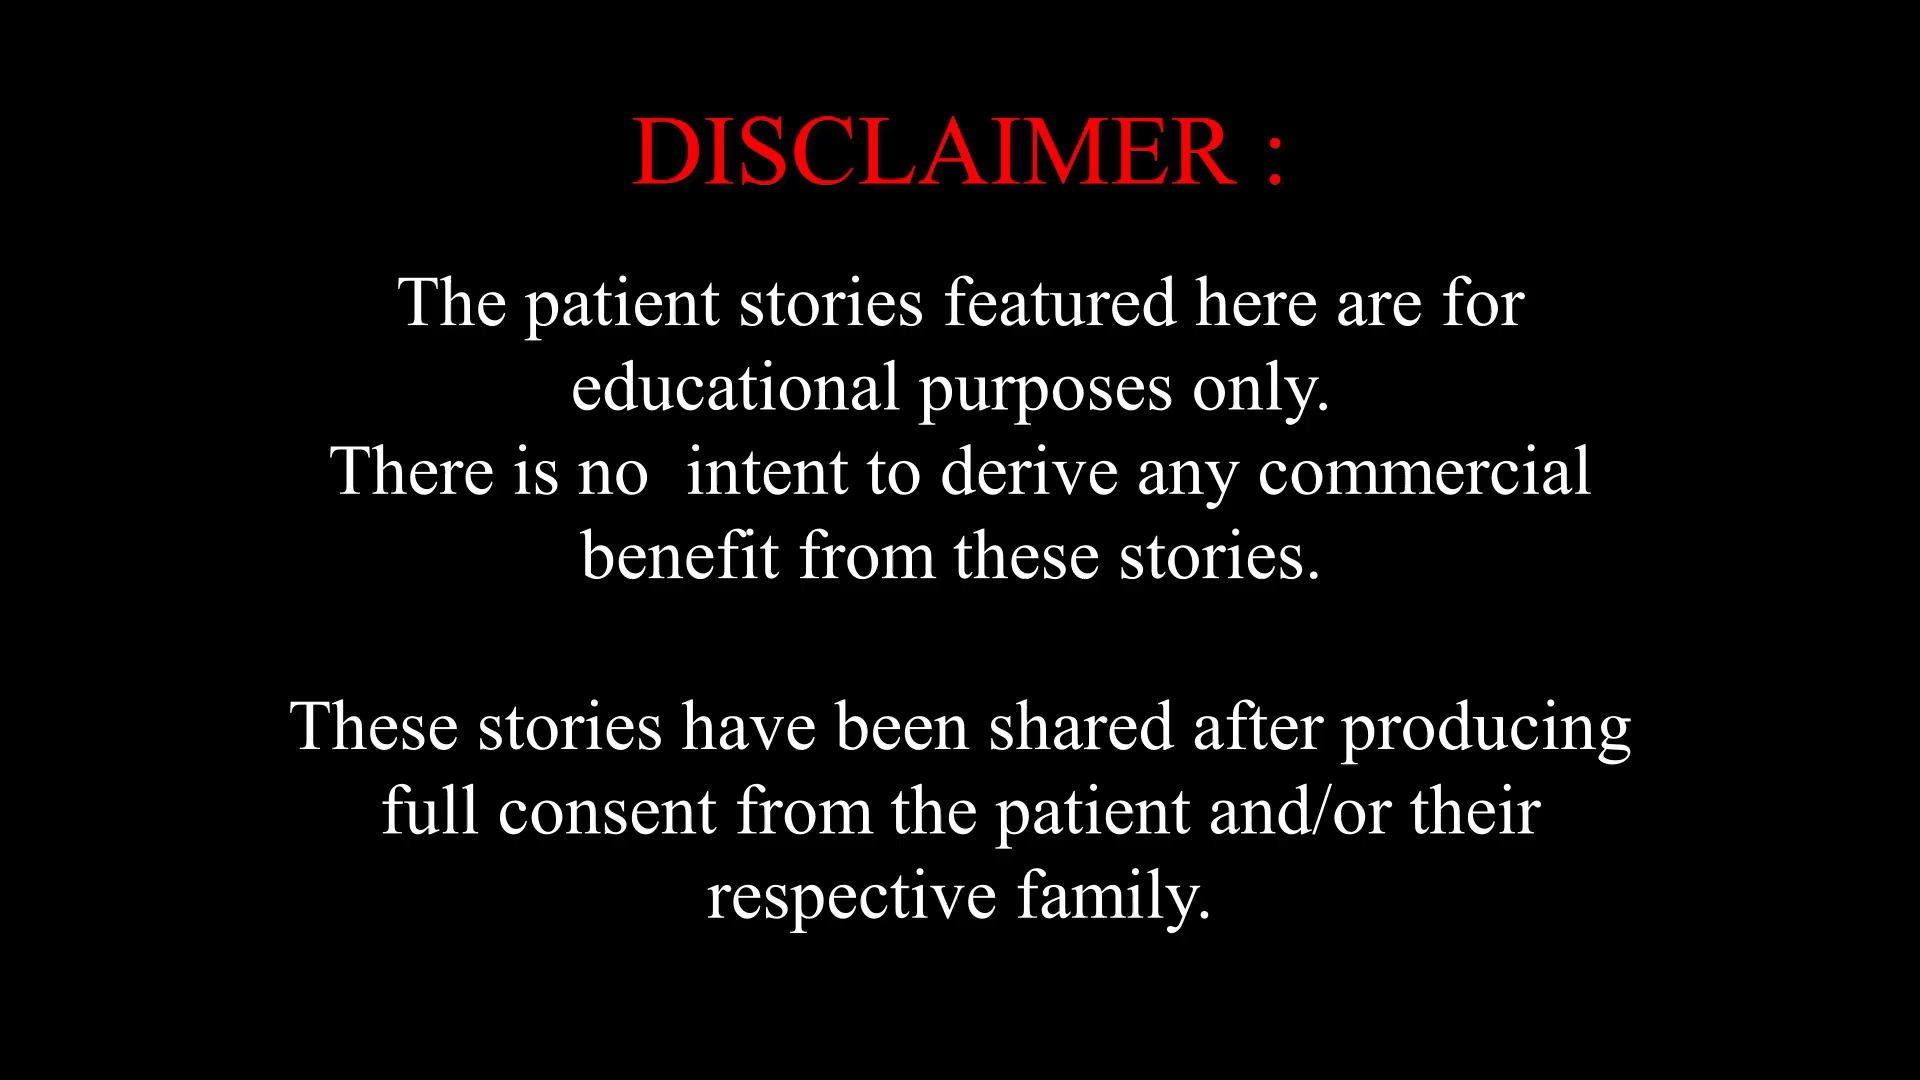 DISCLAIMER :
The patient stories featured here are for
educational purposes only.
There is no  intent to derive any commercial
benefit from these stories.
These stories have been shared after producing
full consent from the patient and/or their
respective family.